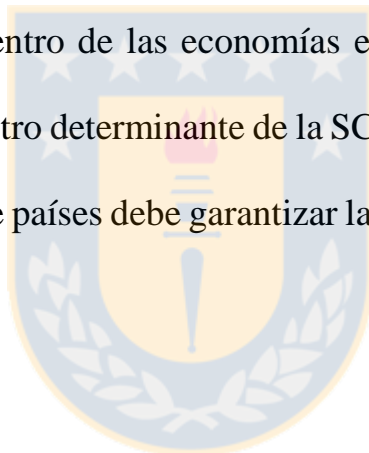 entro de las economías e
tro determinante de la SC
países debe garantizar la